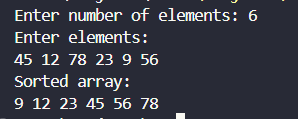 Enter number of elements: 6
Enter elements:
45 12 78 23 9 56
Sorted array:
9 12 23 45 56 78